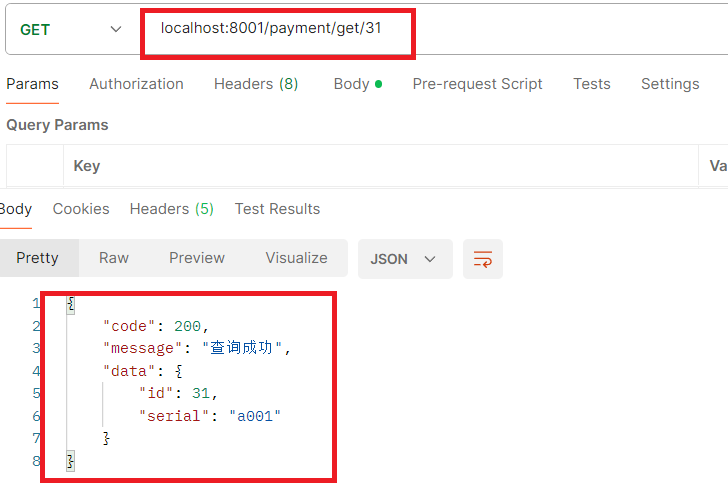 GET localhost:8001/payment/get/31
Params Authorization Headers (8) Body Pre-request Script Tests Settings
Query Params
Key Va
Body Cookies Headers (5) Test Results
Pretty Raw Preview Visualize JSON
1 {
2 "code": 200,
3 "message": "查询成功",
4 "data": {
5 "id": 31,
6 "serial": "a001"
7 }
8 }